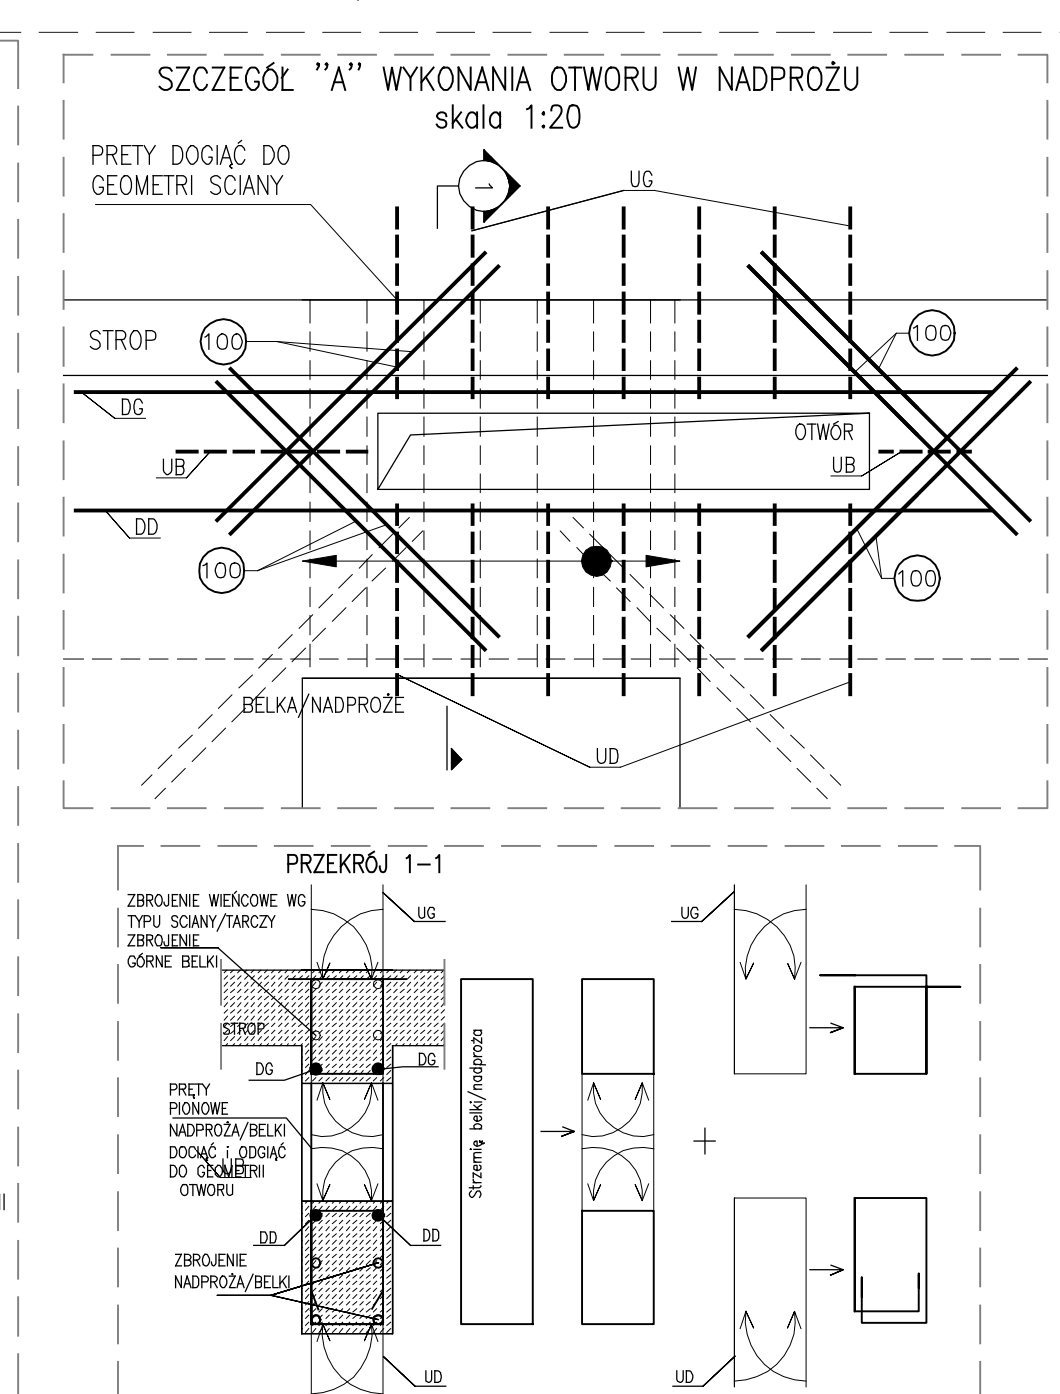 SZCZEGÓŁ ”A” WYKONANIA OTWORU W NADPROŻU
skala 1:20
PRETY DOGIĄĆ DO
GEOMETRI SCIANY
1
UG
STROP
100
100
DG
OTWÓR
UB
UB
DD
100
100
BELKA/NADPROŻE
UD
PRZEKRÓJ 1-1
ZBROJENIE WIEŃCOWE WG
TYPU SCIANY/TARCZY
ZBROJENIE
GÓRNE BELKI
UG
UG
STROP
DG
DG
PRĘTY
PIONOWE
NADPROŻA/BELKI
DOCIĄĆ i ODGIĄĆ
DO GEOMETRII
UB
OTWORU
Strzemię belki/nadproża
DD
DD
ZBROJENIE
NADPROŻA/BELKI
UD
UD